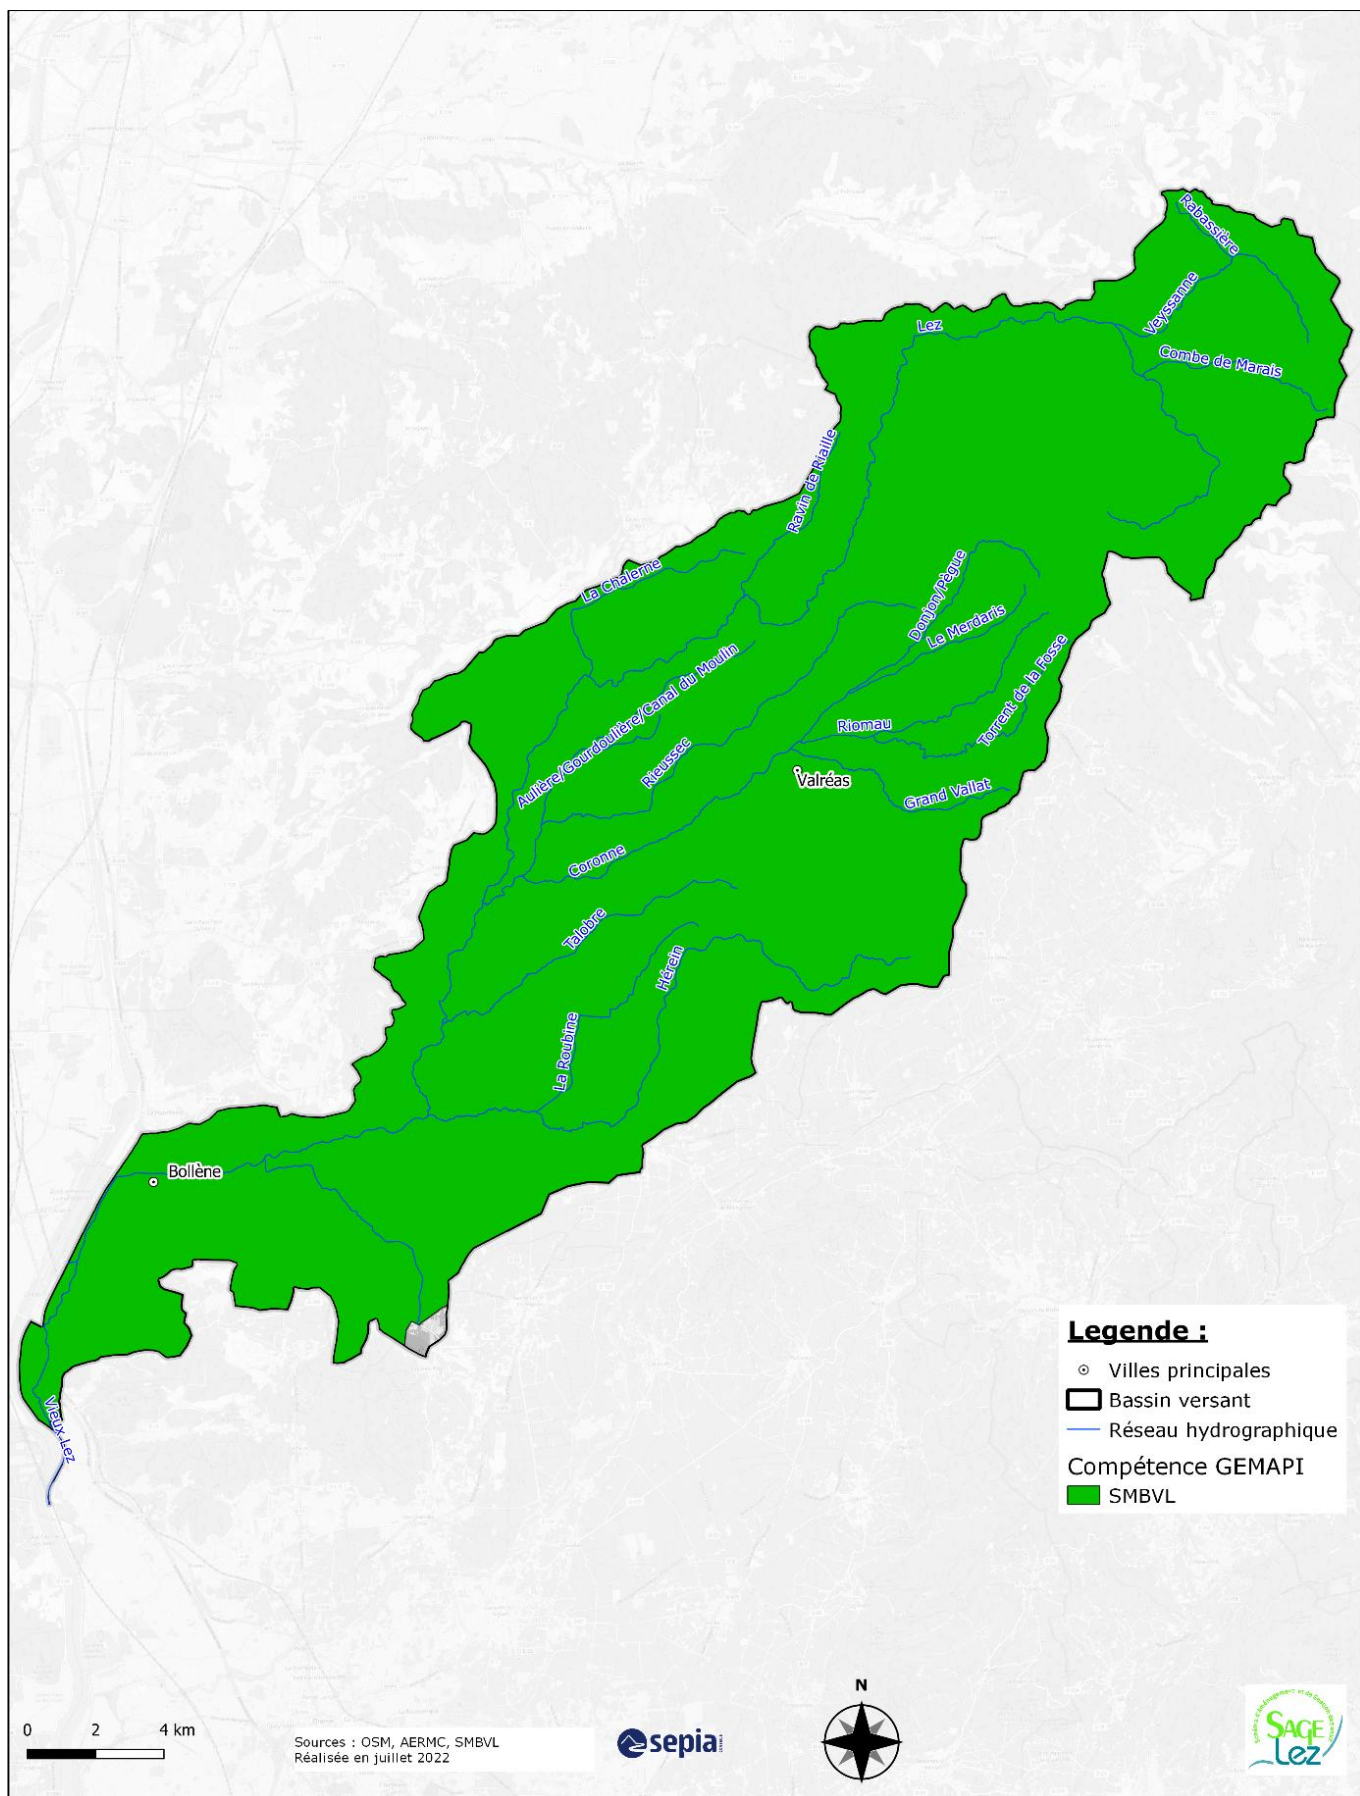 Rabassière
Veyssanne
Lez
Combe de Marais
Ravin de Riaille
La Chalerne
Donjon/Pègue
Le Merdaris
Torrent de la Fosse
Aulière/Gourdoulière/Canal du Moulin
Riomau
Rieussec
Valréas
Grand Vallat
Coronne
Talobre
Hérein
La Roubine
Bollène
Vieux-Lez
Legende :
Villes principales
Bassin versant
Réseau hydrographique
Compétence GEMAPI
SMBVL
0 2 4 km
Sources : OSM, AERMC, SMBVL
Réalisée en juillet 2022
sepia
N
SAGE
Lez